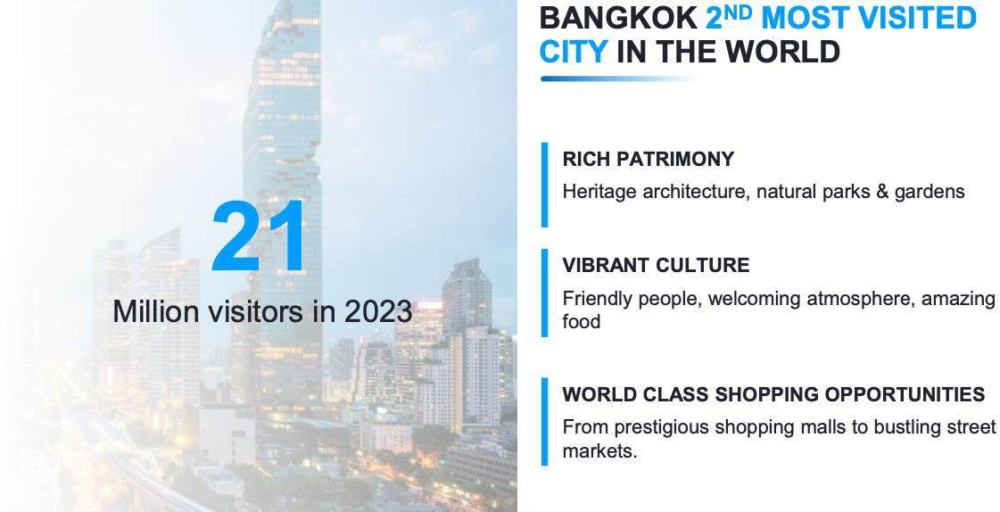 BANGKOK 2ND MOST VISITED
CITY IN THE WORLD
21
Million visitors in 2023
RICH PATRIMONY
Heritage architecture, natural parks & gardens
VIBRANT CULTURE
Friendly people, welcoming atmosphere, amazing
food
WORLD CLASS SHOPPING OPPORTUNITIES
From prestigious shopping malls to bustling street
markets.